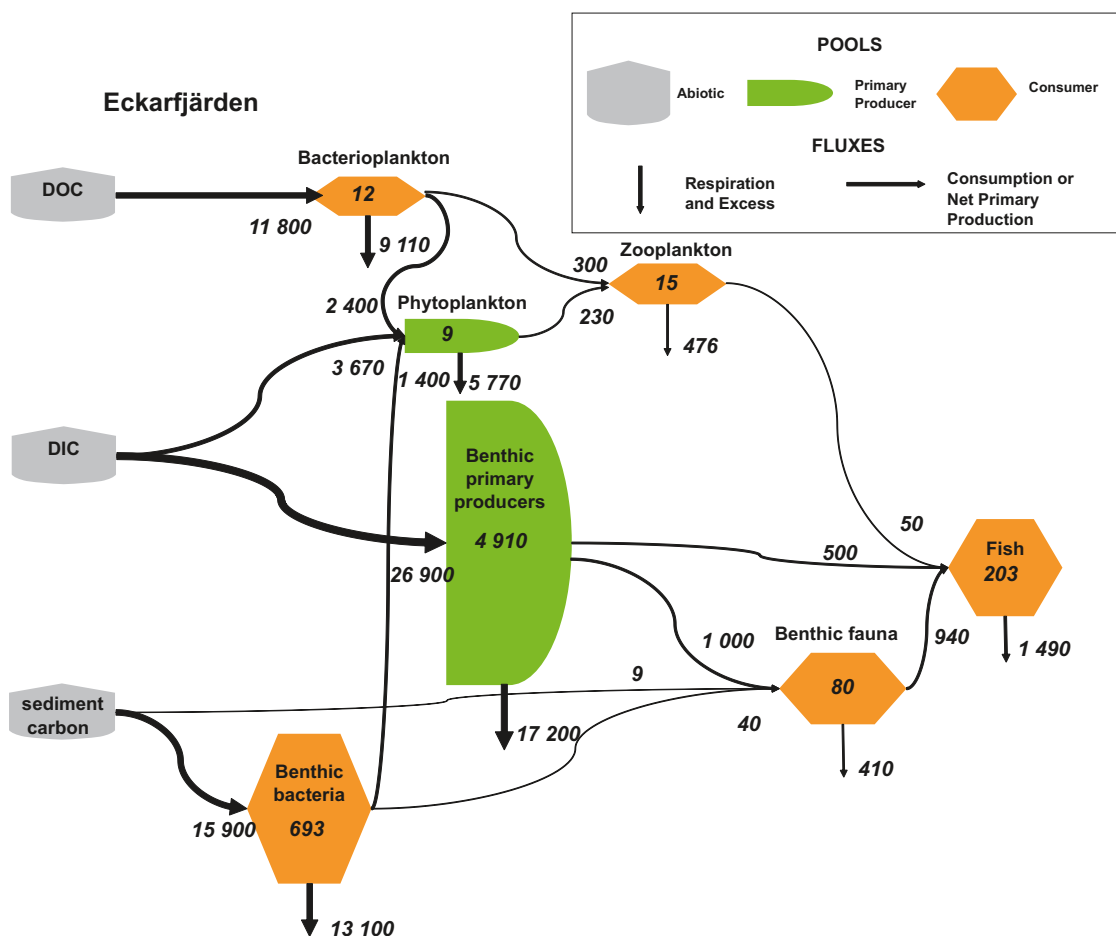 POOLS
Abiotic
Primary
Producer
Consumer
FLUXES
Respiration
and Excess
Consumption or
Net Primary
Production
Eckarfjärden
DOC
Bacterioplankton
12
11 800
9 110
300
Zooplankton
15
2 400
Phytoplankton
9
230
476
3 670
1 400
5 770
DIC
Benthic
primary
producers
4 910
26 900
50
500
Fish
203
1 000
Benthic fauna
940
1 490
9
80
sediment
carbon
40
17 200
410
Benthic
bacteria
693
15 900
13 100